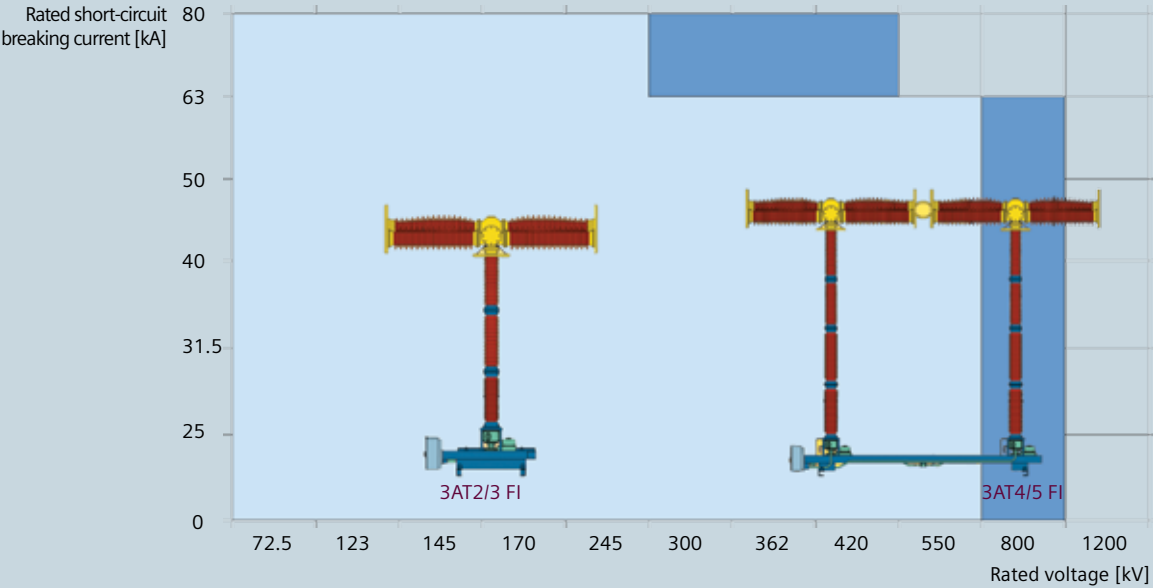 Rated short-circuit
breaking current [kA]
80
63
50
40
31.5
25
0
3AT2/3 FI
3AT4/5 FI
72.5 123 145 170 245 300 362 420 550 800 1200
Rated voltage [kV]